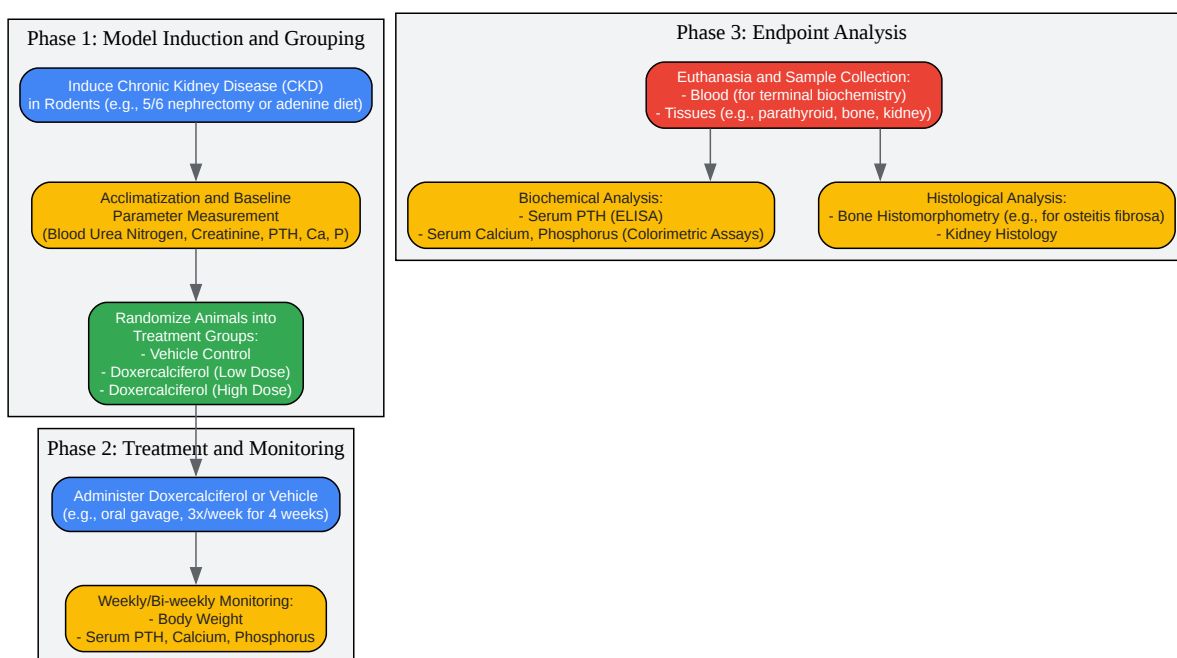 Phase 1: Model Induction and Grouping
Induce Chronic Kidney Disease (CKD)
in Rodents (e.g., 5/6 nephrectomy or adenine diet)
Acclimatization and Baseline
Parameter Measurement
(Blood Urea Nitrogen, Creatinine, PTH, Ca, P)
Randomize Animals into
Treatment Groups:
- Vehicle Control
- Doxercalciferol (Low Dose)
- Doxercalciferol (High Dose)
Phase 2: Treatment and Monitoring
Administer Doxercalciferol or Vehicle
(e.g., oral gavage, 3x/week for 4 weeks)
Weekly/Bi-weekly Monitoring:
- Body Weight
- Serum PTH, Calcium, Phosphorus
Phase 3: Endpoint Analysis
Euthanasia and Sample Collection:
- Blood (for terminal biochemistry)
- Tissues (e.g., parathyroid, bone, kidney)
Biochemical Analysis:
- Serum PTH (ELISA)
- Serum Calcium, Phosphorus (Colorimetric Assays)
Histological Analysis:
- Bone Histomorphometry (e.g., for osteitis fibrosa)
- Kidney Histology